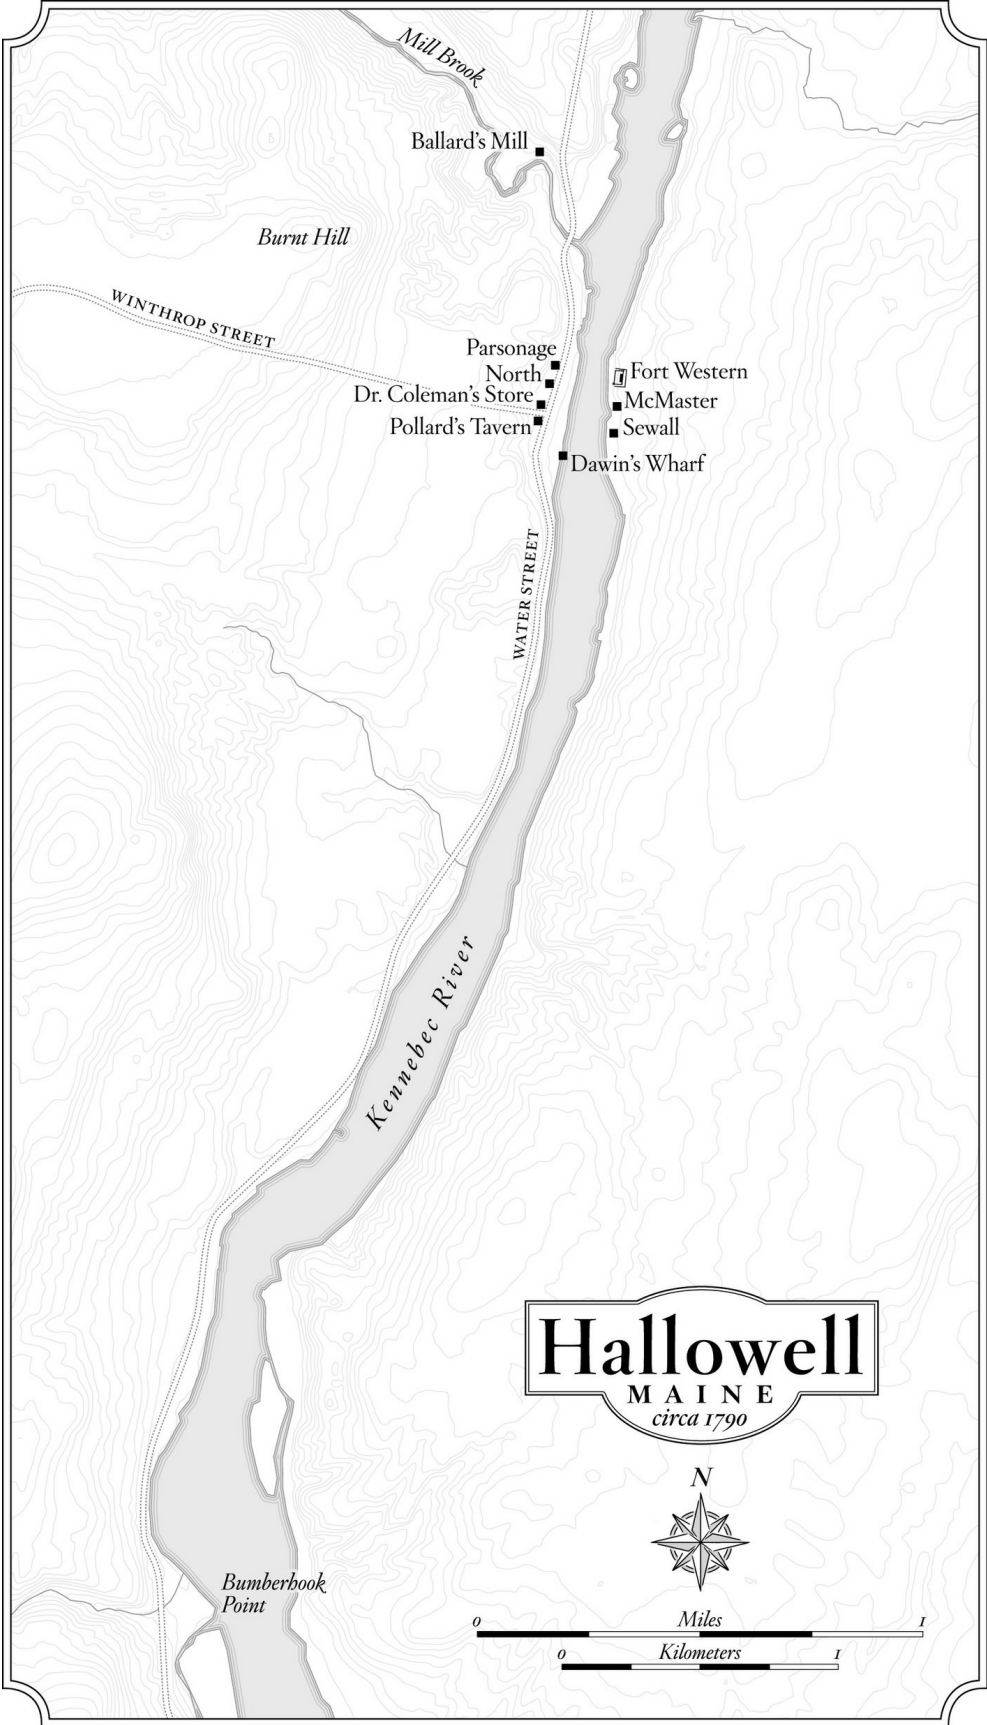 Mill Brook
Ballard's Mill
Burnt Hill
WINTHROP STREET
Parsonage
North
Dr. Coleman's Store
Pollard's Tavern
Fort Western
McMaster
Sewall
Dawin's Wharf
WATER STREET
Kennebec River
Hallowell
MAINE
circa 1790
N
Bumberhook
Point
0 Miles 1
0 Kilometers 1